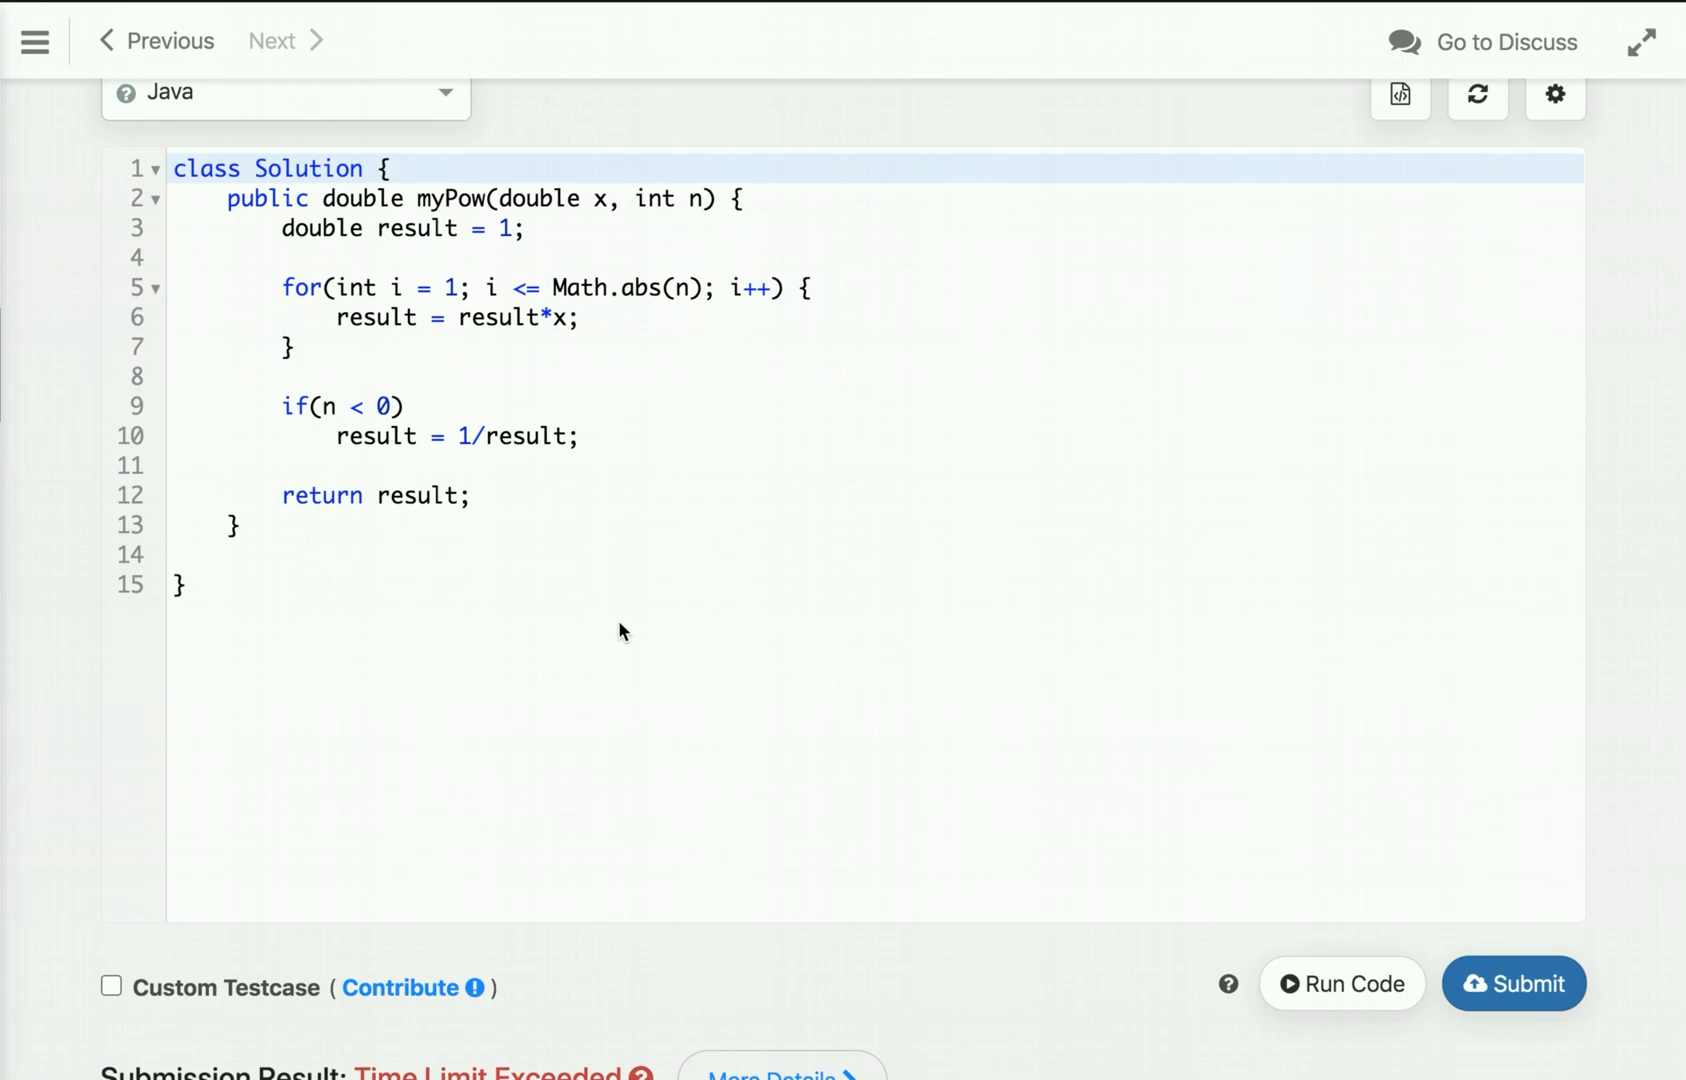 Previous Next Go to Discuss
Java
1 class Solution {
2 public double myPow(double x, int n) {
3 double result = 1;
4
5 for(int i = 1; i <= Math.abs(n); i++) {
6 result = result*x;
7 }
8
9 if(n < 0)
10 result = 1/result;
11
12 return result;
13 }
14
15 }
Custom Testcase ( Contribute )
Run Code Submit
Submission Result: Time Limit Exceeded More Details